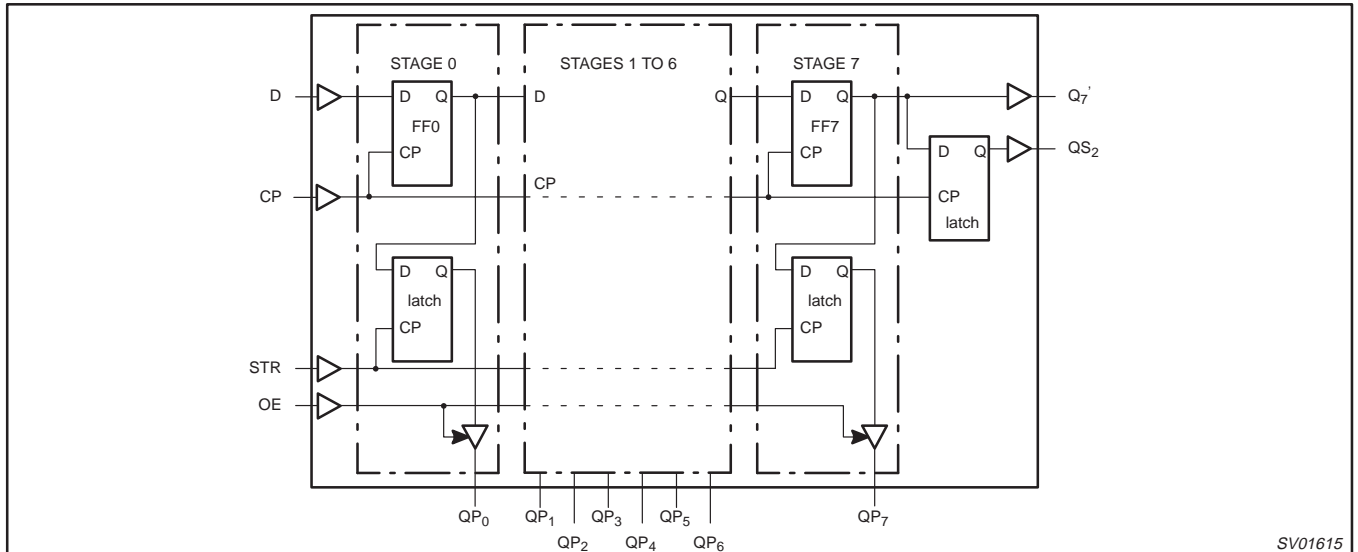 STAGE 0
STAGES 1 TO 6
STAGE 7
D
D Q
D
Q
D Q
Q7'
FF0
FF7
CP
CP
D Q
QS2
CP
CP
CP
latch
D Q
D Q
latch
latch
CP
CP
STR
OE
QP0
QP1
QP3
QP5
QP7
QP2
QP4
QP6
SV01615